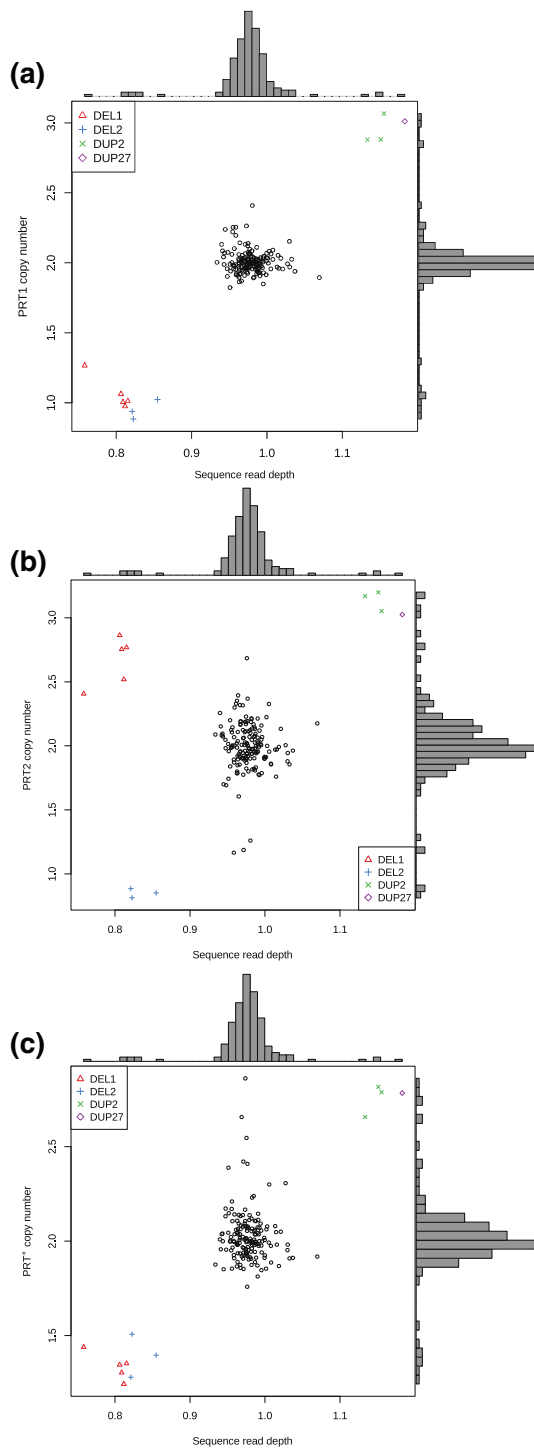 (a)
DEL1
DEL2
DUP2
DUP27
3.0
2.5
2.0
1.5
1.0
PRT1 copy number
0.8 0.9 1.0 1.1
Sequence read depth
(b)
3.0
2.5
2.0
1.5
1.0
PRT2 copy number
DEL1
DEL2
DUP2
DUP27
0.8 0.9 1.0 1.1
Sequence read depth
(c)
DEL1
DEL2
DUP2
DUP27
2.5
2.0
1.5
PRT" copy number
0.8 0.9 1.0 1.1
Sequence read depth